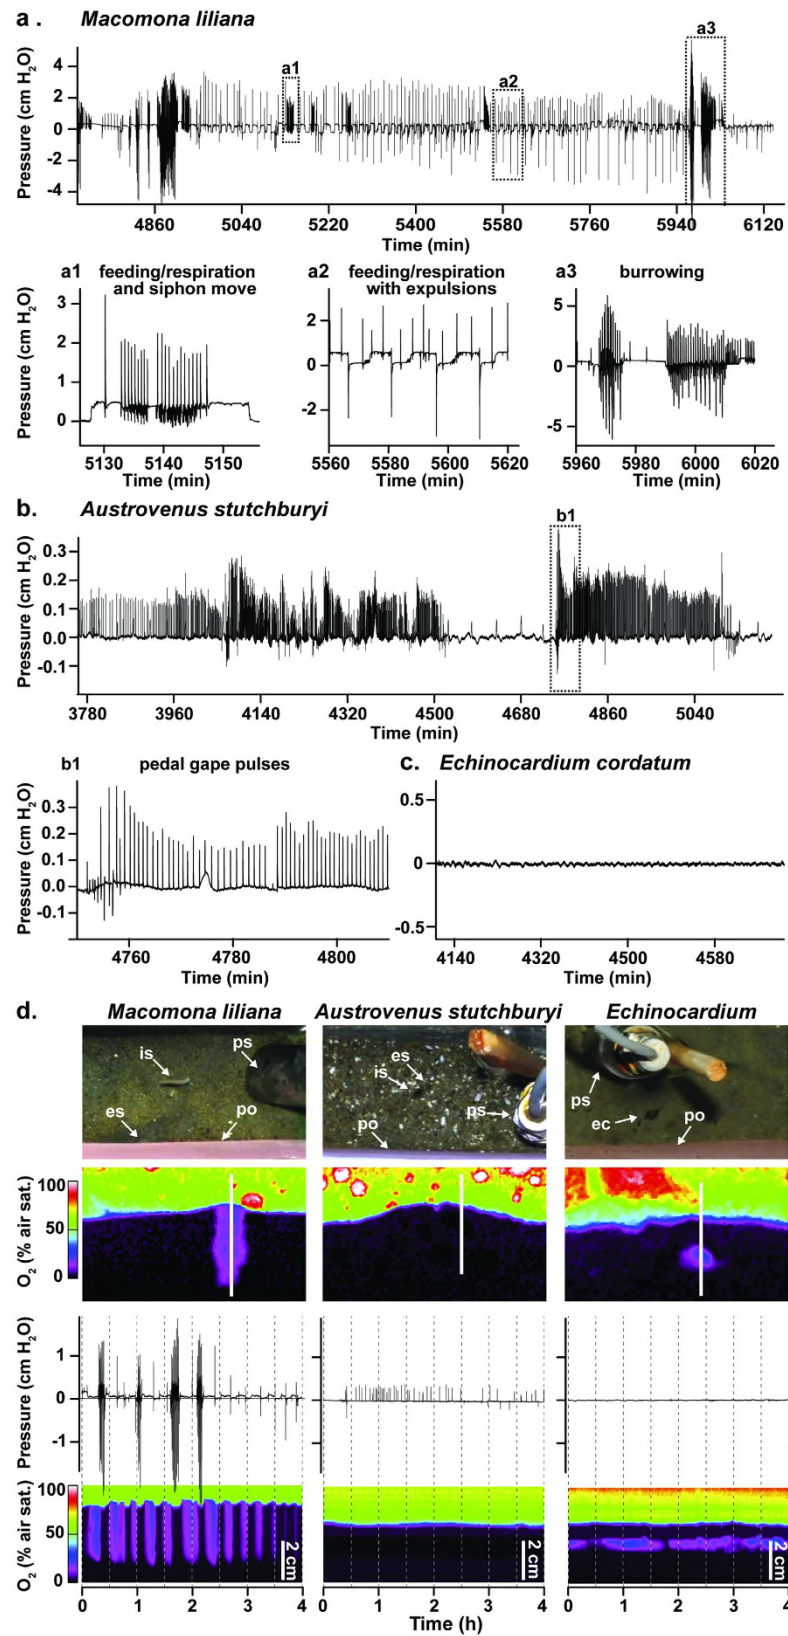 a . Macomona liliana
a1
a2
a3
Pressure (cm H₂O)
4
2
0
-2
-4
4860 5040 5220 5400 5580 5760 5940 6120
Time (min)
a1 feeding/respiration
and siphon move
Pressure (cm H₂O)
3
2
1
0
5130 5140 5150
Time (min)
a2 feeding/respiration
with expulsions
2
0
-2
5560 5580 5600 5620
Time (min)
a3 burrowing
5
0
-5
5960 5980 6000 6020
Time (min)
b. Austrovenus stutchburyi
b1
Pressure (cm H₂O)
0.3
0.2
0.1
0.0
-0.1
3780 3960 4140 4320 4500 4680 4860 5040
Time (min)
b1 pedal gape pulses
Pressure (cm H₂O)
0.3
0.2
0.1
0.0
-0.1
4760 4780 4800
Time (min)
c. Echinocardium cordatum
0.5
0
-0.5
4140 4320 4500 4580
Time (min)
d. Macomona liliana Austrovenus stutchburyi Echinocardium
is
ps
es
po
es
is
ps
po
ps
ec
po
O₂ (% air sat.)
100
50
0
Pressure (cm H₂O)
1
0
-1
O₂ (% air sat.)
100
50
0
2 cm
2 cm
2 cm
0 1 2 3 4 0 1 2 3 4 0 1 2 3 4
Time (h)